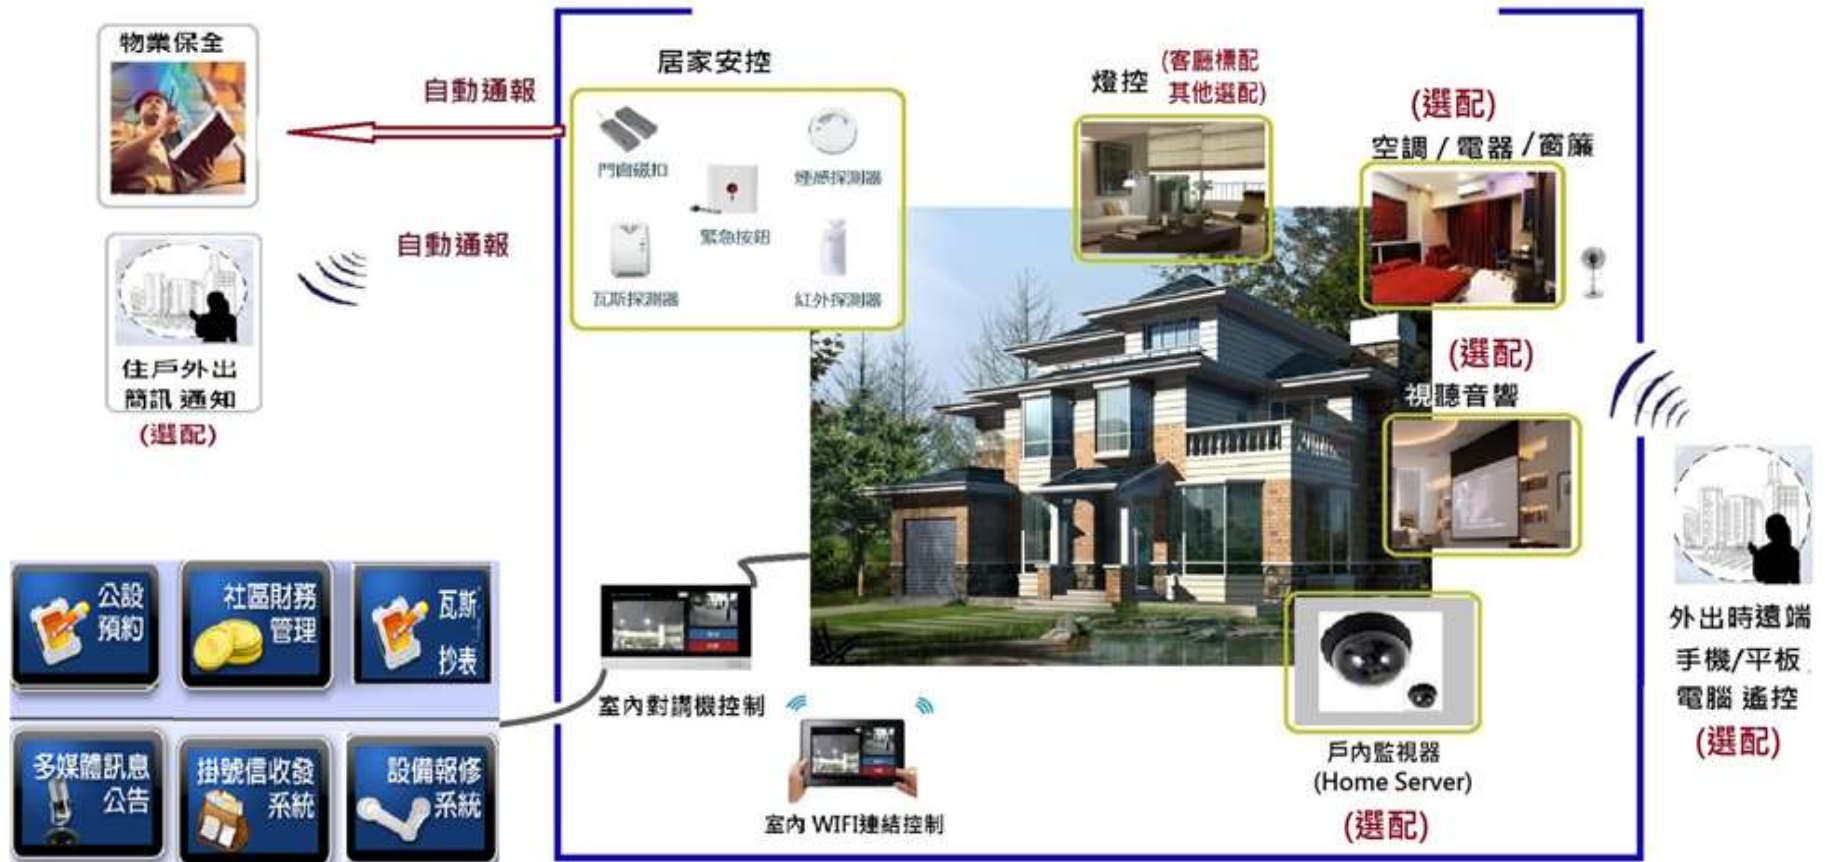 物業保全
自動通報
自動通報
住戶外出
簡訊 通知
(選配)
居家安控
門窗磁扣
煙感探測器
緊急按鈕
瓦斯探測器
紅外探測器
燈控
(客廳標配
其他選配)
(選配)
空調 / 電器 / 窗簾
(選配)
視聽音響
外出時遠端
手機/平板
電腦 遙控
(選配)
公設
預約
社區財務
管理
瓦斯
抄表
多媒體訊息
公告
掛號信收發
系統
設備報修
系統
室內對講機控制
室內 WIFI連結控制
戶內監視器
(Home Server)
(選配)